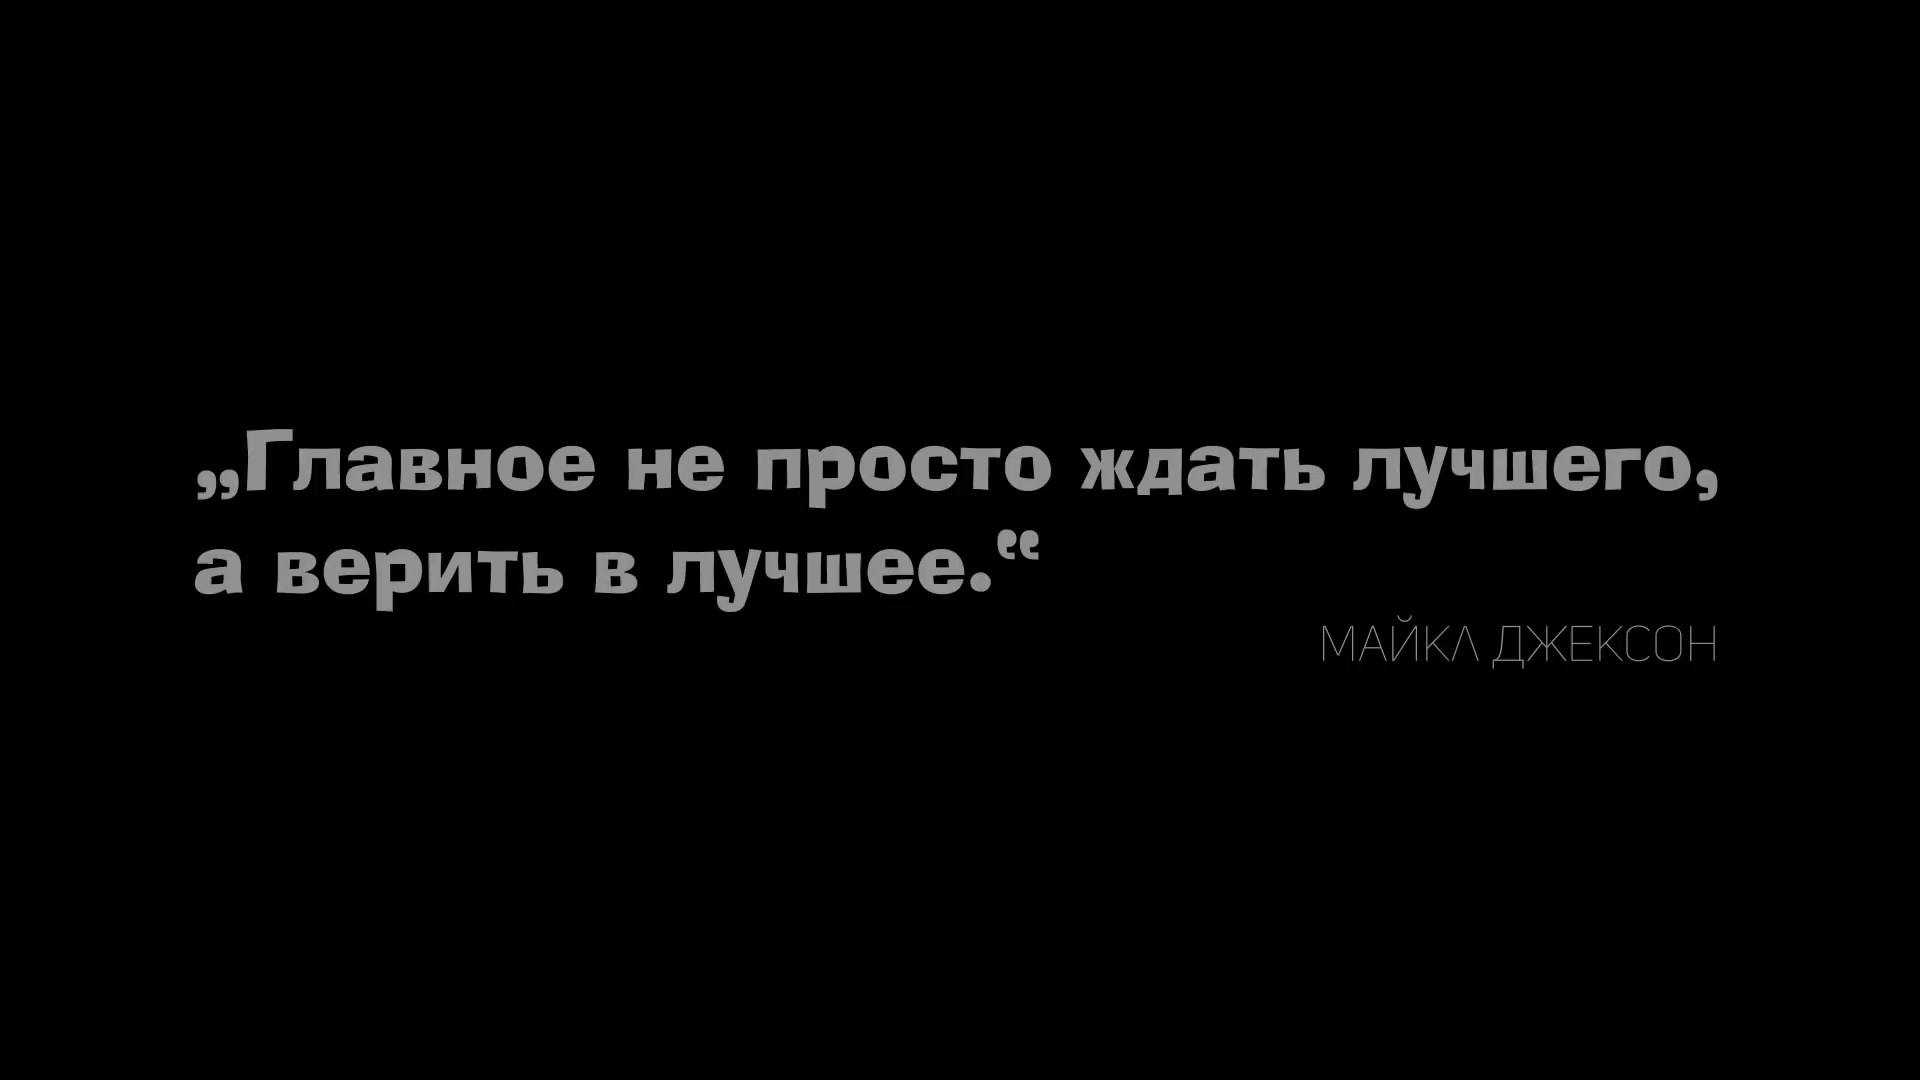 „Главное не просто ждать лучшего,
а верить в лучшее.“
МАЙКЛ ДЖЕКСОН